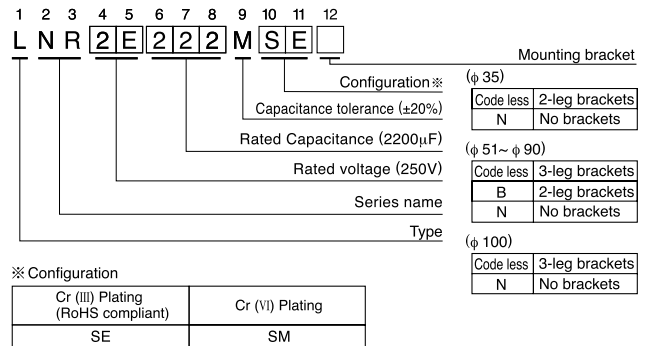 1 2 3 4 5 6 7 8 9 10 11 12
L N R 2 E 2 2 2 M S E
Mounting bracket
Configuration※
Capacitance tolerance (±20%)
Rated Capacitance (2200µF)
Rated voltage (250V)
Series name
Type
(φ 35)
Code less 2-leg brackets
N No brackets
(φ 51~ φ 90)
Code less 3-leg brackets
B 2-leg brackets
N No brackets
(φ 100)
Code less 3-leg brackets
N No brackets
※ Configuration
Cr (Ⅲ) Plating
(RoHS compliant)
Cr (Ⅵ) Plating
SE SM